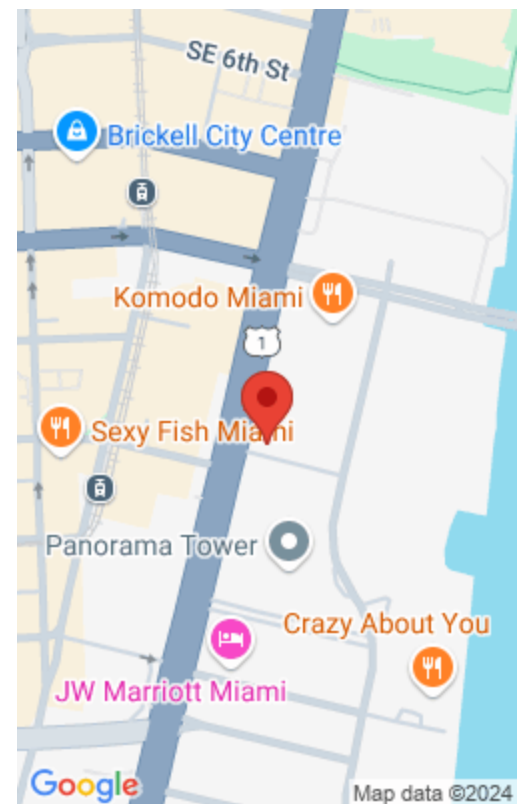 SE 6th St
Brickell City Centre
Komodo Miami
1
Sexy Fish Miami
Panorama Tower
Crazy About You
JW Marriott Miami
Google
Map data ©2024